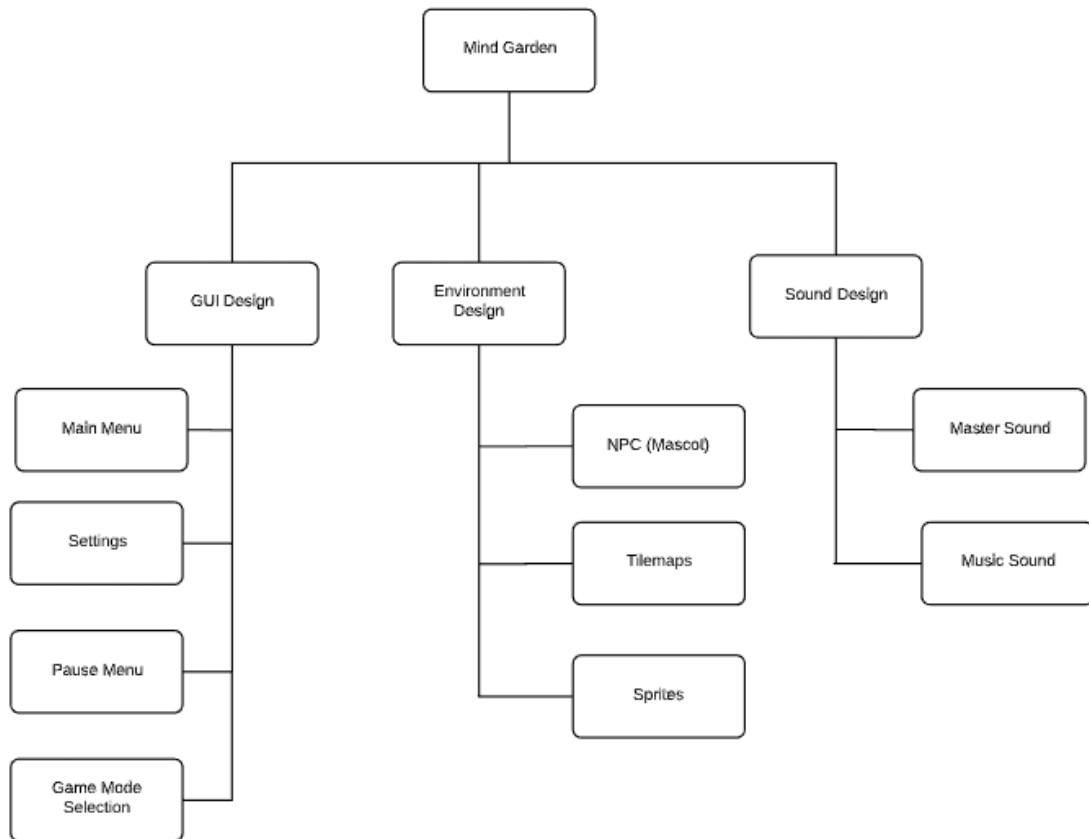 Mind Garden
GUI Design
Environment
Design
Sound Design
Main Menu
Settings
Pause Menu
Game Mode
Selection
NPC (Mascot)
Tilemaps
Sprites
Master Sound
Music Sound